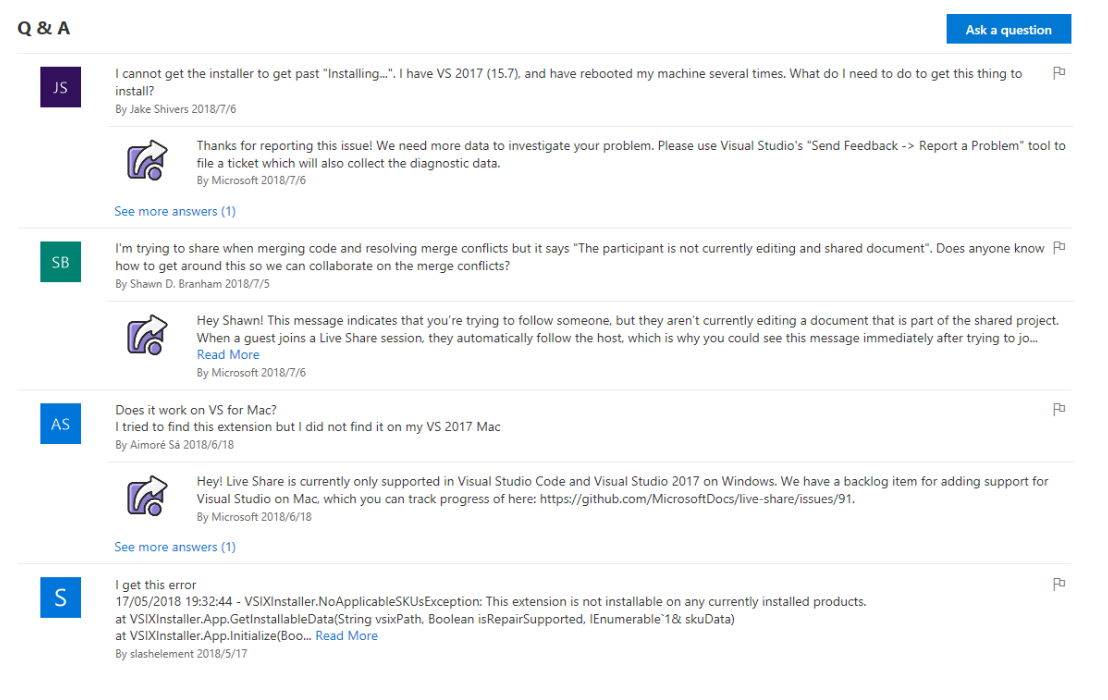 Q & A
Ask a question
JS
I cannot get the installer to get past "Installing...". I have VS 2017 (15.7), and have rebooted my machine several times. What do I need to do to get this thing to
install?
By Jake Shivers 2018/7/6
Thanks for reporting this issue! We need more data to investigate your problem. Please use Visual Studio's "Send Feedback -> Report a Problem" tool to
file a ticket which will also collect the diagnostic data.
By Microsoft 2018/7/6
See more answers (1)
SB
I'm trying to share when merging code and resolving merge conflicts but it says "The participant is not currently editing and shared document". Does anyone know
how to get around this so we can collaborate on the merge conflicts?
By Shawn D. Branham 2018/7/5
Hey Shawn! This message indicates that you're trying to follow someone, but they aren't currently editing a document that is part of the shared project.
When a guest joins a Live Share session, they automatically follow the host, which is why you could see this message immediately after trying to jo...
Read More
By Microsoft 2018/7/6
AS
Does it work on VS for Mac?
I tried to find this extension but I did not find it on my VS 2017 Mac
By Aimoré Sá 2018/6/18
Hey! Live Share is currently only supported in Visual Studio Code and Visual Studio 2017 on Windows. We have a backlog item for adding support for
Visual Studio on Mac, which you can track progress of here: https://github.com/MicrosoftDocs/live-share/issues/91.
By Microsoft 2018/6/18
See more answers (1)
S
I get this error
17/05/2018 19:32:44 - VSIXInstaller.NoApplicableSKUsException: This extension is not installable on any currently installed products.
at VSIXInstaller.App.GetInstallableData(String vsixPath, Boolean isRepairSupported, IEnumerable`1& skuData)
at VSIXInstaller.App.Initialize(Boo... Read More
By slashelement 2018/5/17